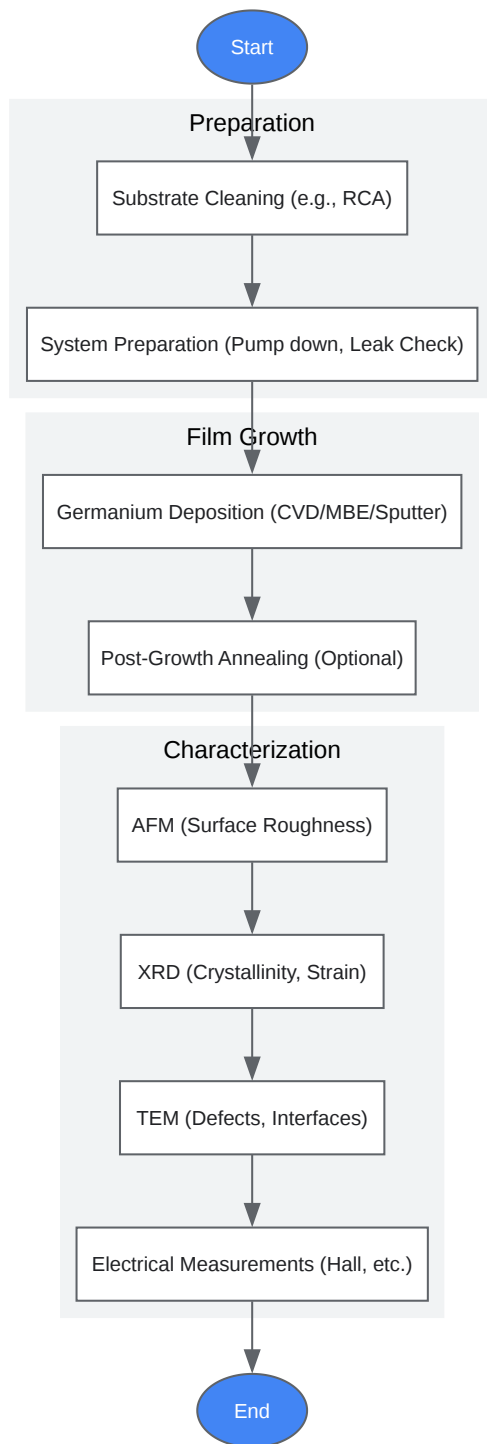 Start
Preparation
Substrate Cleaning (e.g., RCA)
System Preparation (Pump down, Leak Check)
Film Growth
Germanium Deposition (CVD/MBE/Sputter)
Post-Growth Annealing (Optional)
Characterization
AFM (Surface Roughness)
XRD (Crystallinity, Strain)
TEM (Defects, Interfaces)
Electrical Measurements (Hall, etc.)
End